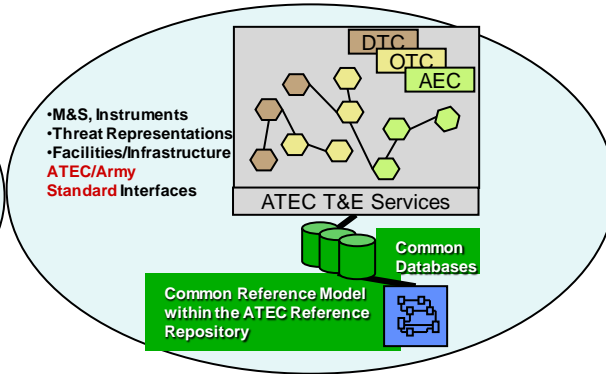 DTC
OTC
AEC
•M&S, Instruments
•Threat Representations
•Facilities/Infrastructure
ATEC/Army
Standard Interfaces
ATEC T&E Services
Common
Databases
Common Reference Model
within the ATEC Reference
Repository